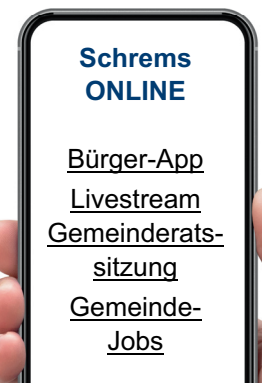 Schrems
ONLINE
Bürger-App
Livestream
Gemeinderats-
sitzung
Gemeinde-
Jobs